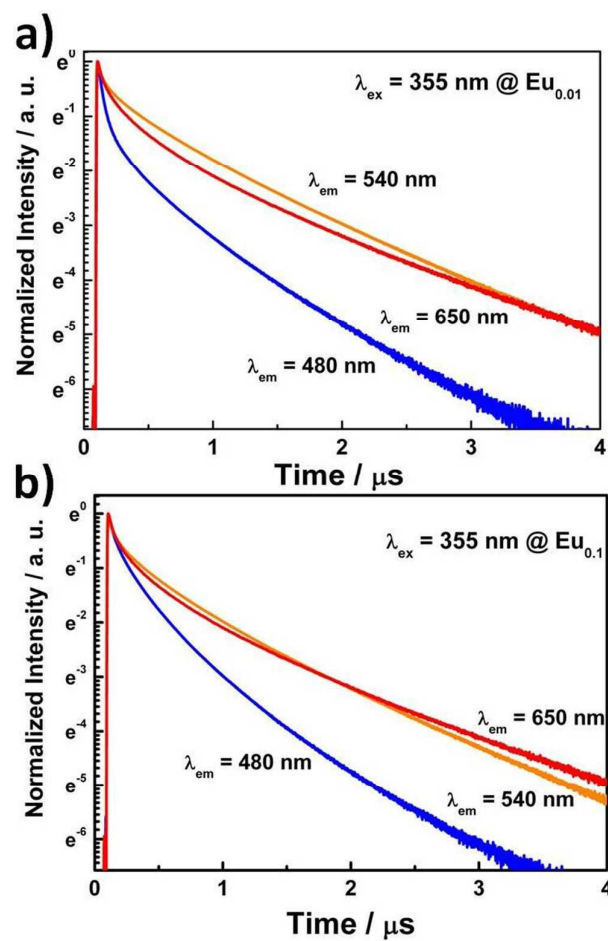 a)
λex = 355 nm @ Eu0.01
Normalized Intensity / a. u.
e0
e-1
e-2
e-3
e-4
e-5
e-6
λem = 540 nm
λem = 650 nm
λem = 480 nm
0 1 2 3 4
Time / μs
b)
λex = 355 nm @ Eu0.1
Normalized Intensity / a. u.
e0
e-1
e-2
e-3
e-4
e-5
e-6
λem = 650 nm
λem = 480 nm
λem = 540 nm
0 1 2 3 4
Time / μs